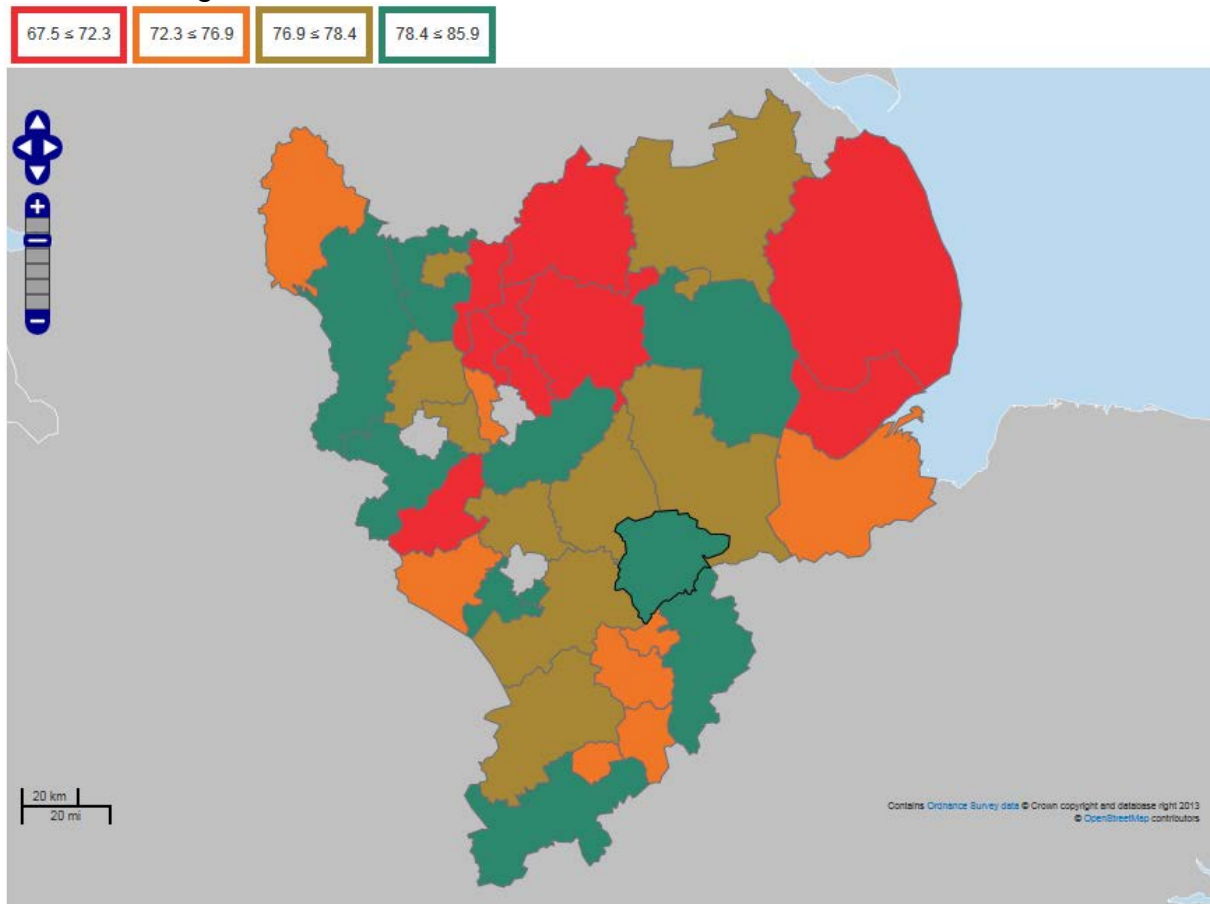 67.5 ≤ 72.3
72.3 ≤ 76.9
76.9 ≤ 78.4
78.4 ≤ 85.9
20 km
20 mi
Contains Ordnance Survey data © Crown copyright and database right 2013
© OpenStreetMap contributors